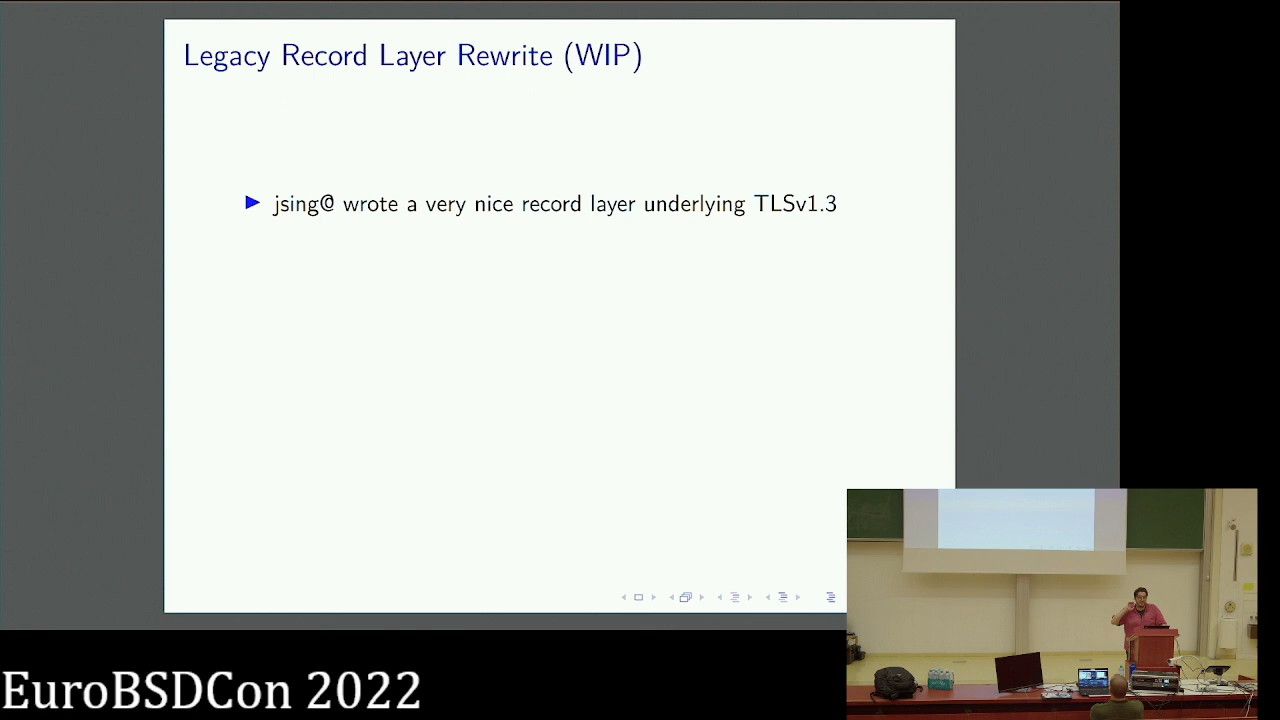 Legacy Record Layer Rewrite (WIP)
jsing@ wrote a very nice record layer underlying TLSv1.3
EuroBSDCon 2022